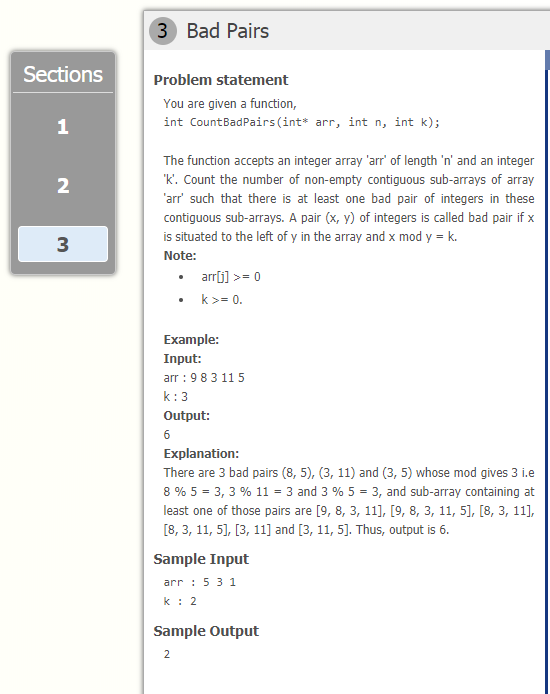 Sections
1
2
3
3 Bad Pairs
Problem statement
You are given a function,
int CountBadPairs(int* arr, int n, int k);
The function accepts an integer array 'arr' of length 'n' and an integer
'k'. Count the number of non-empty contiguous sub-arrays of array
'arr' such that there is at least one bad pair of integers in these
contiguous sub-arrays. A pair (x, y) of integers is called bad pair if x
is situated to the left of y in the array and x mod y = k.
Note:
• arr[j] >= 0
• k >= 0.
Example:
Input:
arr : 9 8 3 11 5
k : 3
Output:
6
Explanation:
There are 3 bad pairs (8, 5), (3, 11) and (3, 5) whose mod gives 3 i.e
8 % 5 = 3, 3 % 11 = 3 and 3 % 5 = 3, and sub-array containing at
least one of those pairs are [9, 8, 3, 11], [9, 8, 3, 11, 5], [8, 3, 11],
[8, 3, 11, 5], [3, 11] and [3, 11, 5]. Thus, output is 6.
Sample Input
arr : 5 3 1
k : 2
Sample Output
2